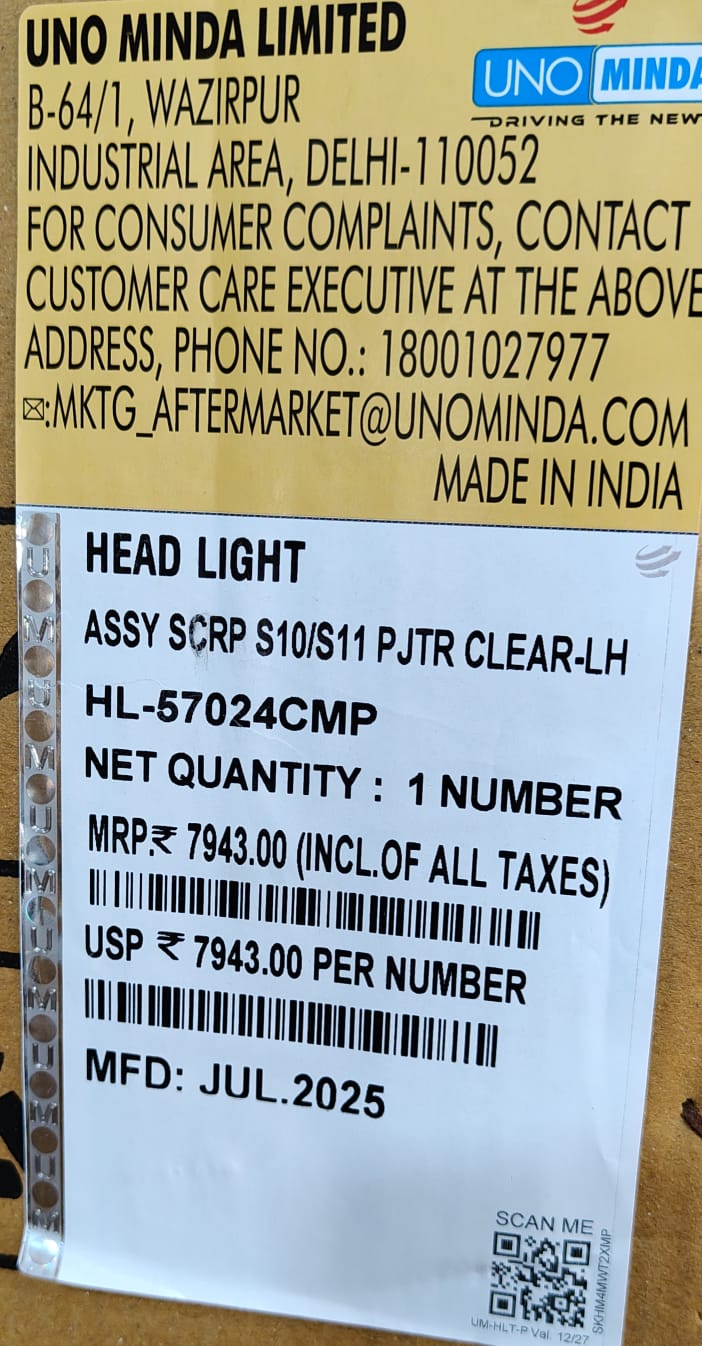 UNO MINDA LIMITED
UNO MINDA
DRIVING THE NEW
B-64/1, WAZIRPUR
INDUSTRIAL AREA, DELHI-110052
FOR CONSUMER COMPLAINTS, CONTACT
CUSTOMER CARE EXECUTIVE AT THE ABOVE
ADDRESS, PHONE NO.: 18001027977
✉:MKTG_AFTERMARKET@UNOMINDA.COM
MADE IN INDIA
HEAD LIGHT
ASSY SCRP S10/S11 PJTR CLEAR-LH
HL-57024CMP
NET QUANTITY : 1 NUMBER
MRP.₹ 7943.00 (INCL.OF ALL TAXES)
USP ₹ 7943.00 PER NUMBER
MFD: JUL.2025
SCAN ME
SKHM4MWT2XMP
UM-HLT-P Val. 12/27